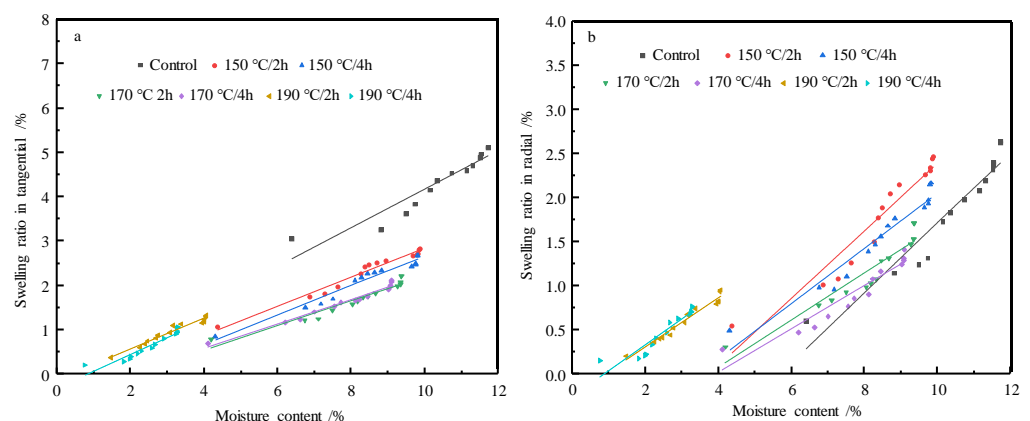 a
Control 150 °C/2h 150 °C/4h
170 °C 2h 170 °C/4h 190 °C/2h 190 °C/4h
Swelling ratio in tangential /%
8
7
6
5
4
3
2
1
0
0 2 4 6 8 10 12
Moisture content /%
b
Control 150 °C/2h 150 °C/4h
170 °C/2h 170 °C/4h 190 °C/2h 190 °C/4h
Swelling ratio in radial /%
4.0
3.5
3.0
2.5
2.0
1.5
1.0
0.5
0.0
0 2 4 6 8 10 12
Moisture content /%